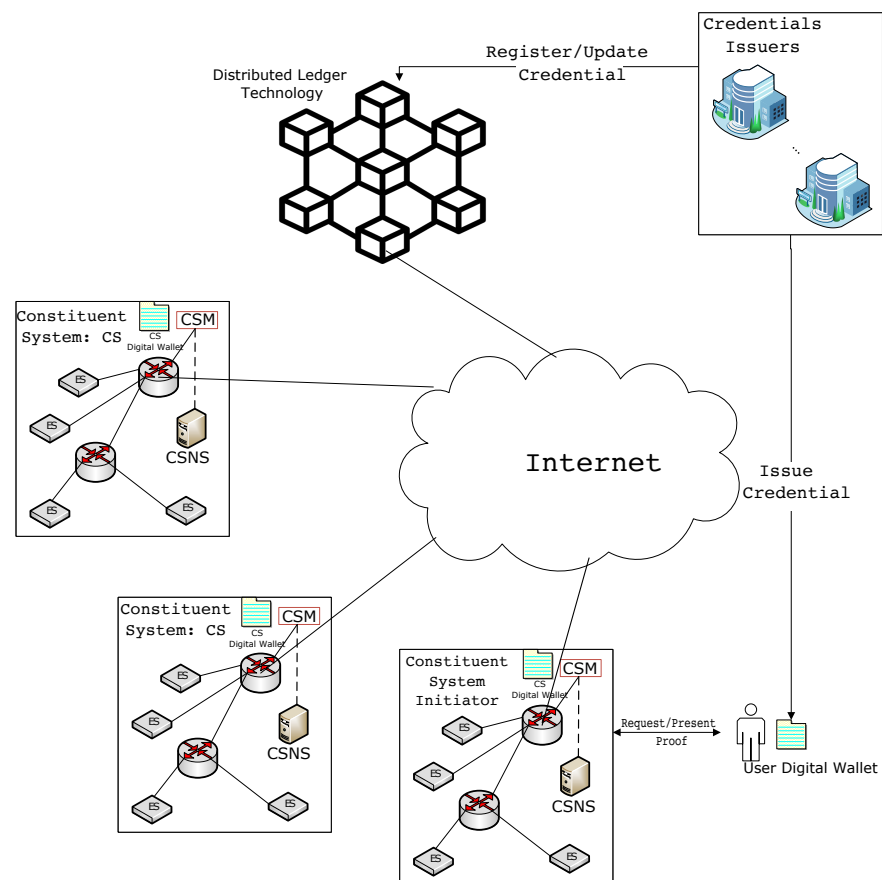 Credentials
Issuers
Register/Update
Credential
Distributed Ledger
Technology
Constituent
System: CS
CS
Digital Wallet
CSM
ES
ES
CSNS
ES
ES
Internet
Issue
Credential
Constituent
System: CS
CS
Digital Wallet
CSM
ES
ES
CSNS
ES
ES
Constituent
System
Initiator
CS
Digital Wallet
CSM
ES
ES
CSNS
ES
ES
Request/Present
Proof
User Digital Wallet